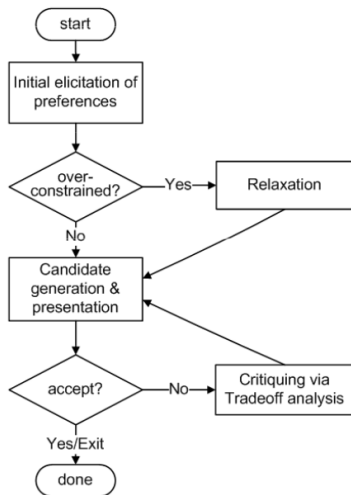 start
Initial elicitation of
preferences
over-
constrained?
Yes
Relaxation
No
Candidate
generation &
presentation
accept?
No
Critiquing via
Tradeoff analysis
Yes/Exit
done